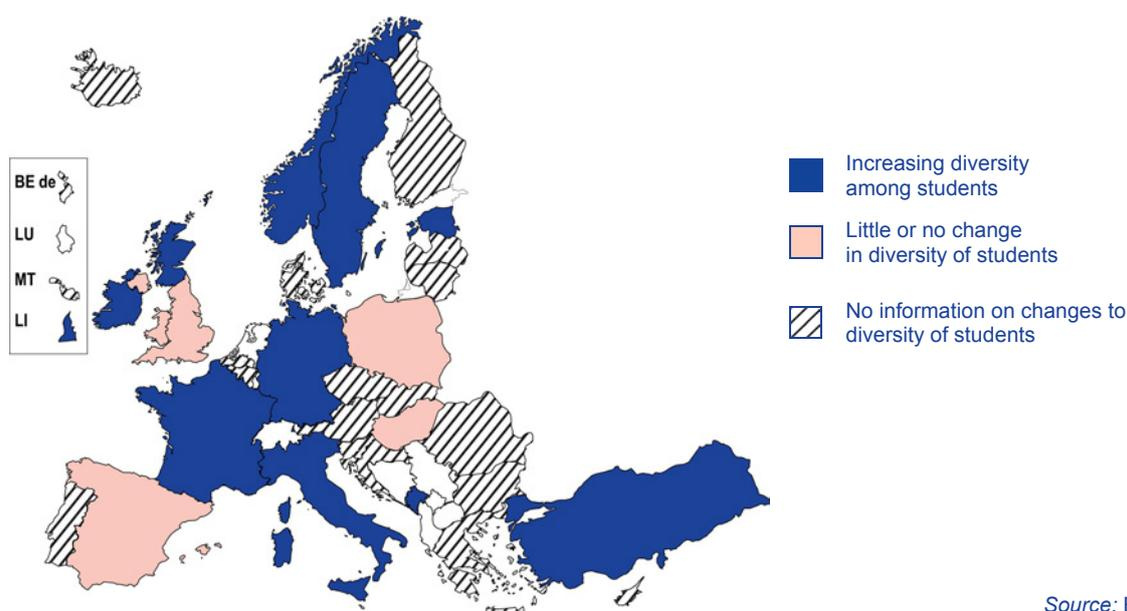 BE de
LU
MT
LI
Increasing diversity
among students
Little or no change
in diversity of students
No information on changes to
diversity of students
Source: